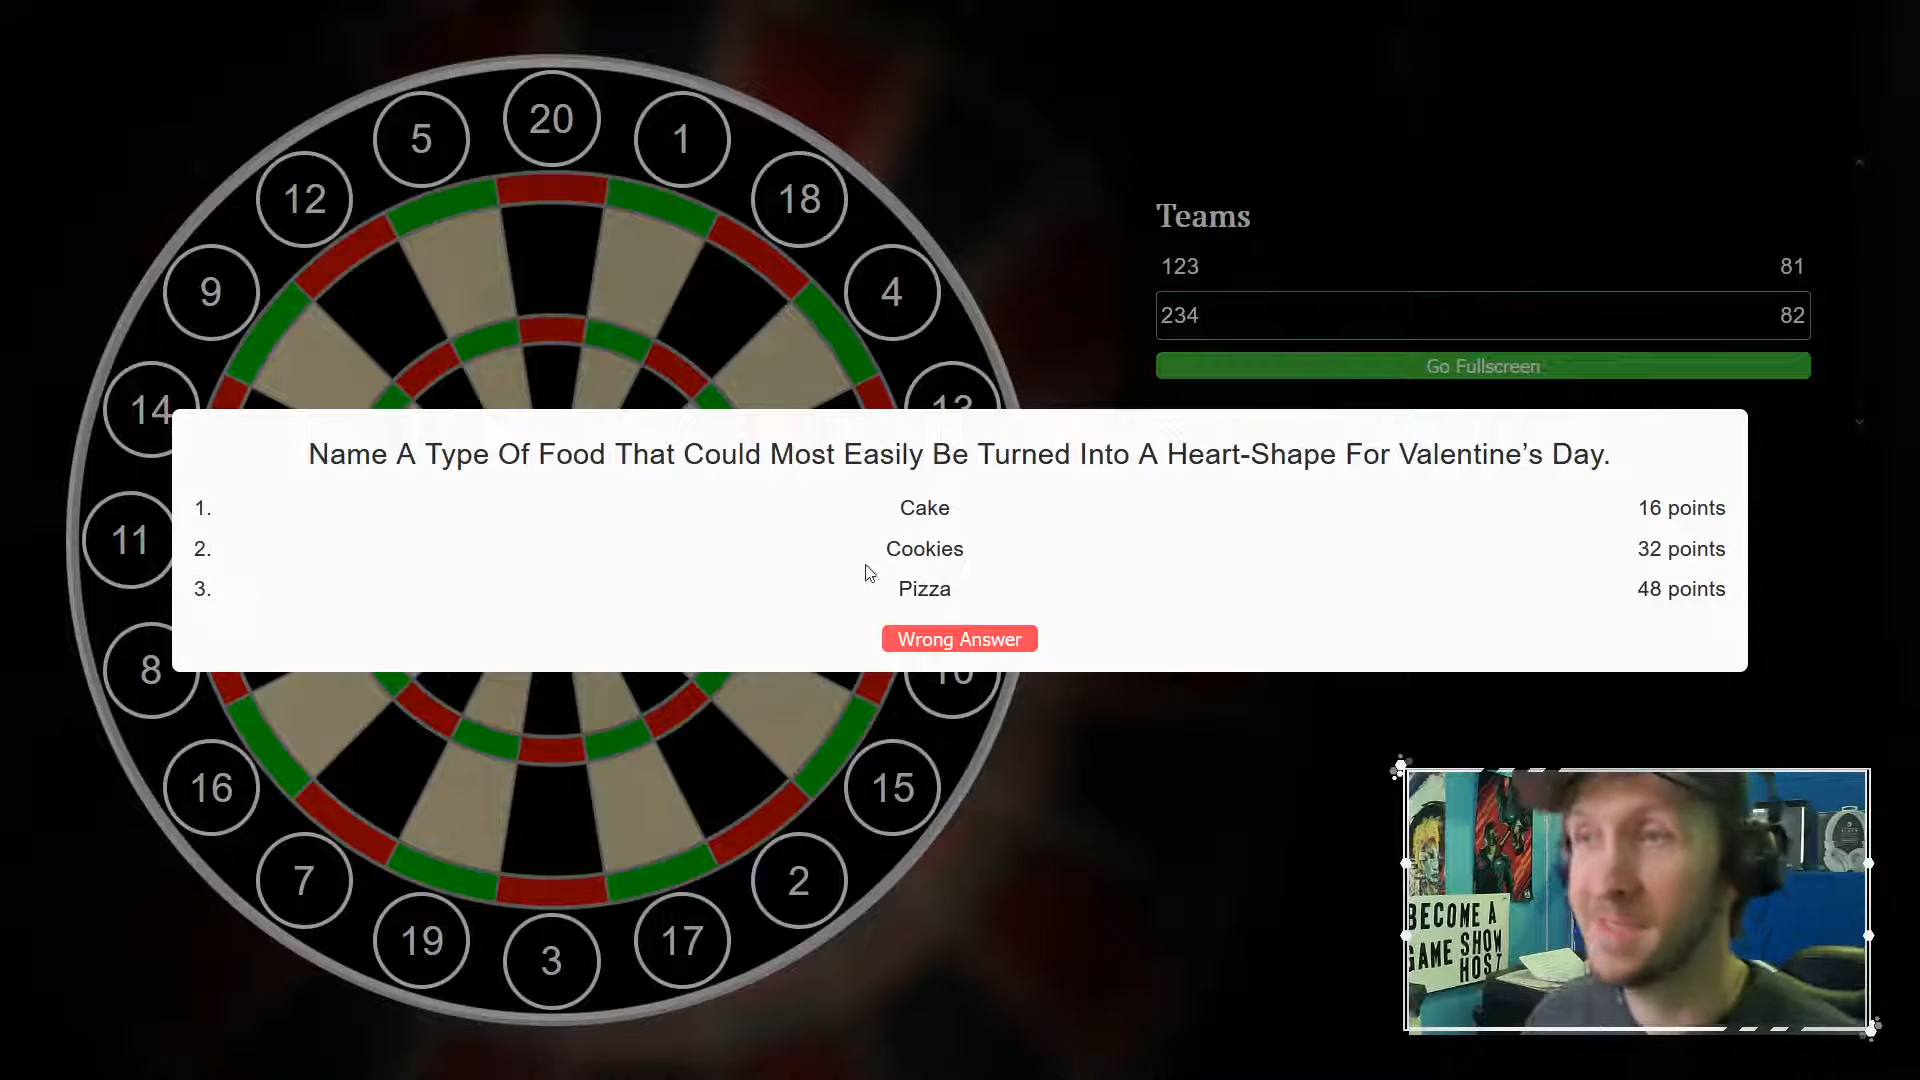 20
5
1
12
18
9
4
14
13
11
8
10
16
15
7
2
19
17
3
Teams
123 81
234 82
Go Fullscreen
Name A Type Of Food That Could Most Easily Be Turned Into A Heart-Shape For Valentine’s Day.
1. Cake 16 points
2. Cookies 32 points
3. Pizza 48 points
Wrong Answer
BECOME A
GAME SHOW
HOST